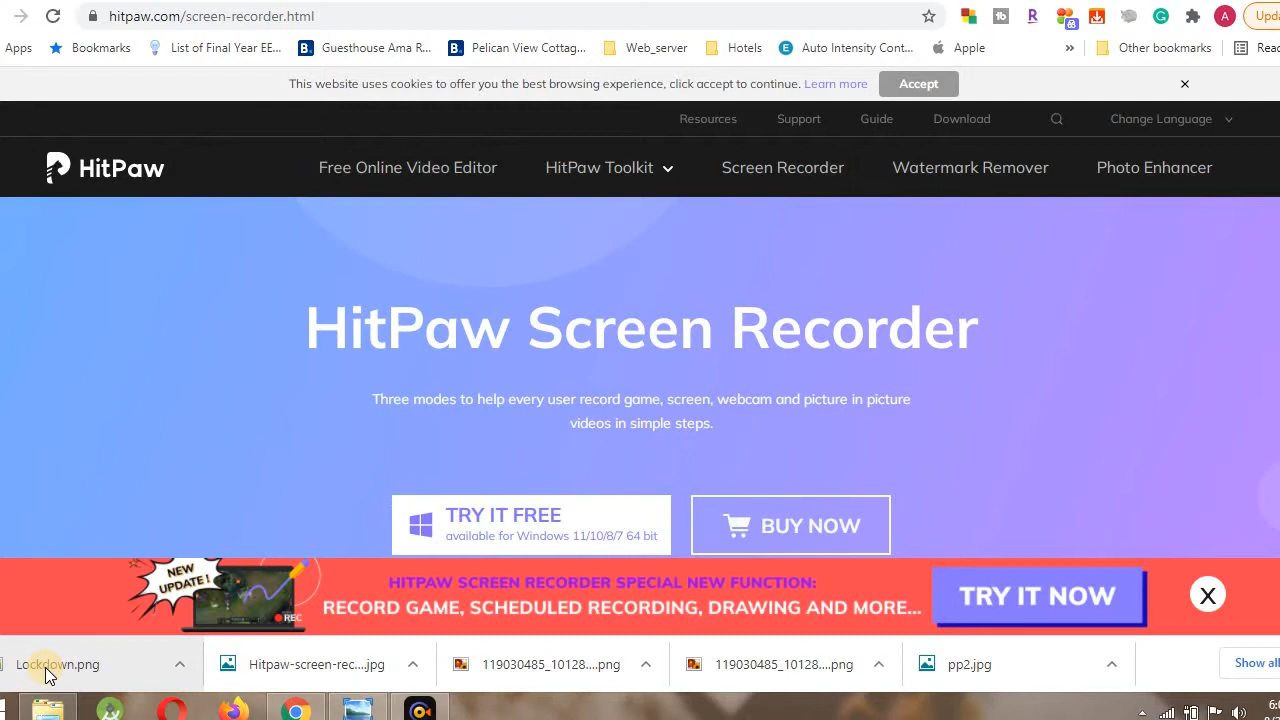 hitpaw.com/screen-recorder.html
A
Apps
Bookmarks
List of Final Year EE...
Guesthouse Ama R...
Pelican View Cottag...
Web_server
Hotels
Auto Intensity Cont...
Apple
»
Other bookmarks
This website uses cookies to offer you the best browsing experience, click accept to continue. Learn more
Accept
Resources
Support
Guide
Download
Change Language
HitPaw
Free Online Video Editor
HitPaw Toolkit
Screen Recorder
Watermark Remover
Photo Enhancer
HitPaw Screen Recorder
Three modes to help every user record game, screen, webcam and picture in picture
videos in simple steps.
TRY IT FREE
available for Windows 11/10/8/7 64 bit
BUY NOW
NEW
UPDATE!
REC
HITPAW SCREEN RECORDER SPECIAL NEW FUNCTION:
RECORD GAME, SCHEDULED RECORDING, DRAWING AND MORE...
TRY IT NOW
X
Lockdown.png
Hitpaw-screen-rec....jpg
119030485_10128....png
119030485_10128....png
pp2.jpg
Show all